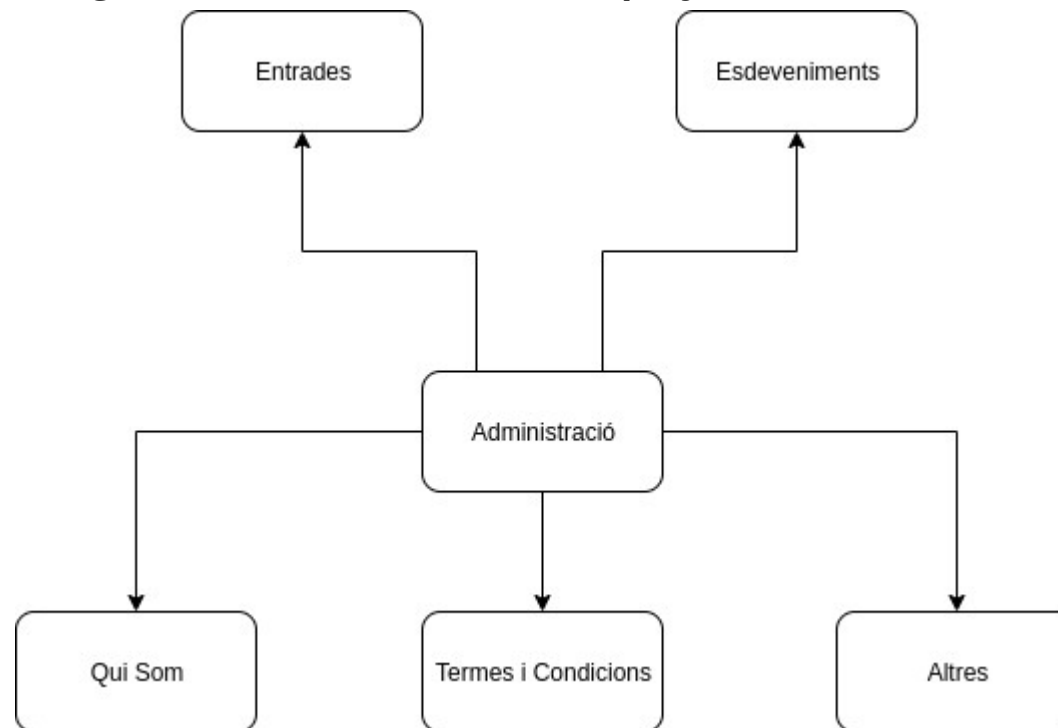 Entrades
Esdeveniments
Administració
Qui Som
Termes i Condicions
Altres